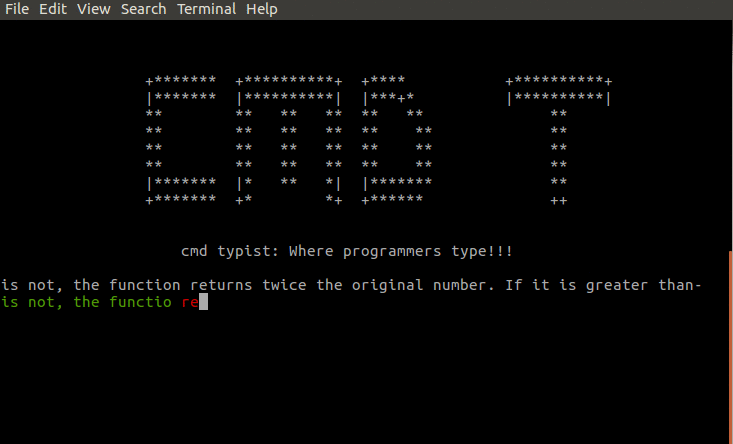 File Edit View Search Terminal Help
+*******  +**********+  +****           +**********+
|*******  |**********|  |***+*          |**********|
**        **   **   **  **   **              **
**        **   **   **  **    **             **
**        **   **   **  **    **             **
**        **   **   **  **    **             **
|*******  |*   **   *|  |*******             **
+*******  +*        *+  +******              ++
cmd typist: Where programmers type!!!
is not, the function returns twice the original number. If it is greater than-
is not, the functio re